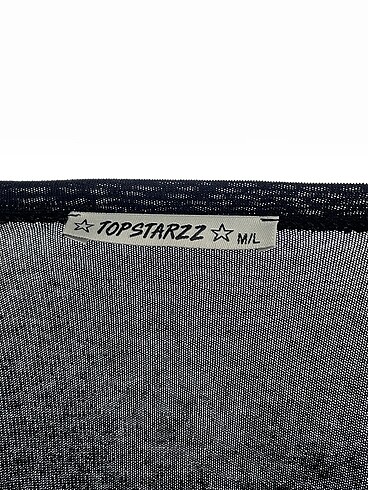 ☆ TOPSTARZZ ☆ M/L